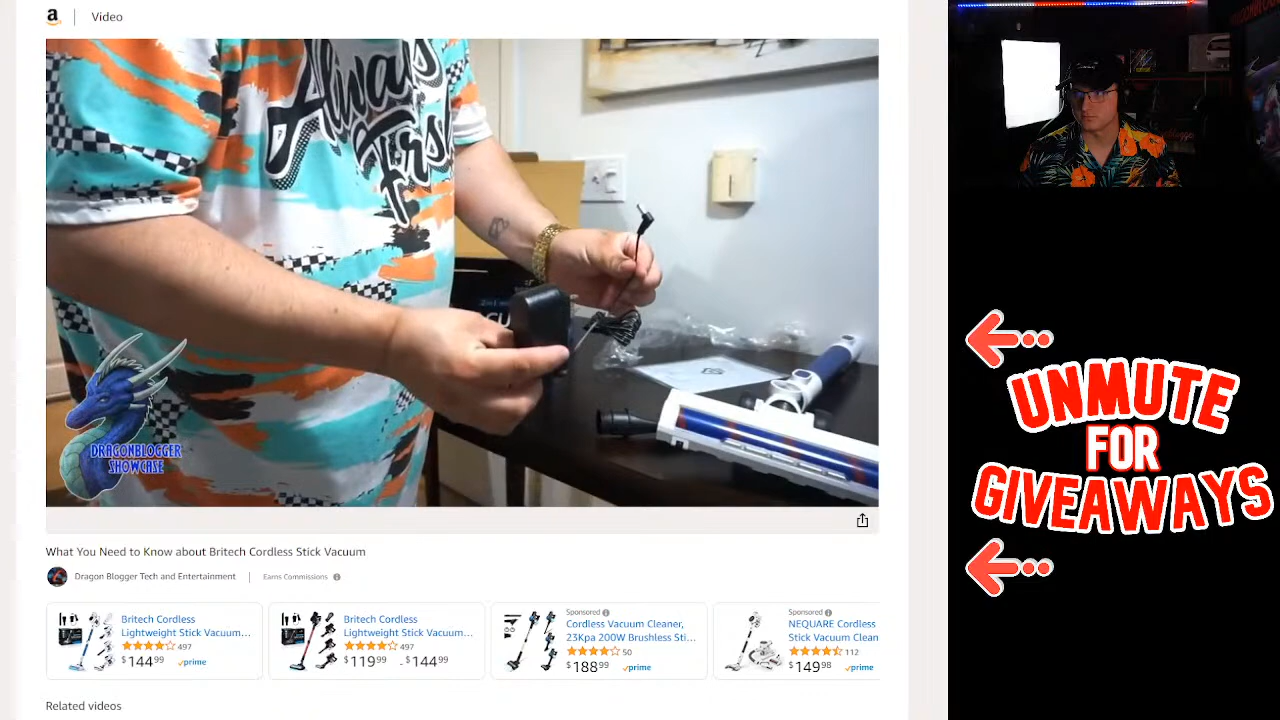 a | Video
Always
First
DRAGONBLOGGER
SHOWCASE
What You Need to Know about Britech Cordless Stick Vacuum
Dragon Blogger Tech and Entertainment | Earns Commissions
Britech Cordless
Lightweight Stick Vacuum...
497
$144.99
prime
Britech Cordless
Lightweight Stick Vacuum...
497
$119.99 - $144.99
Sponsored
Cordless Vacuum Cleaner,
23Kpa 200W Brushless Sti...
50
$188.99
prime
Sponsored
NEQUARE Cordless
Stick Vacuum Clean
112
$149.98
prime
Related videos
UNMUTE
FOR
GIVEAWAYS